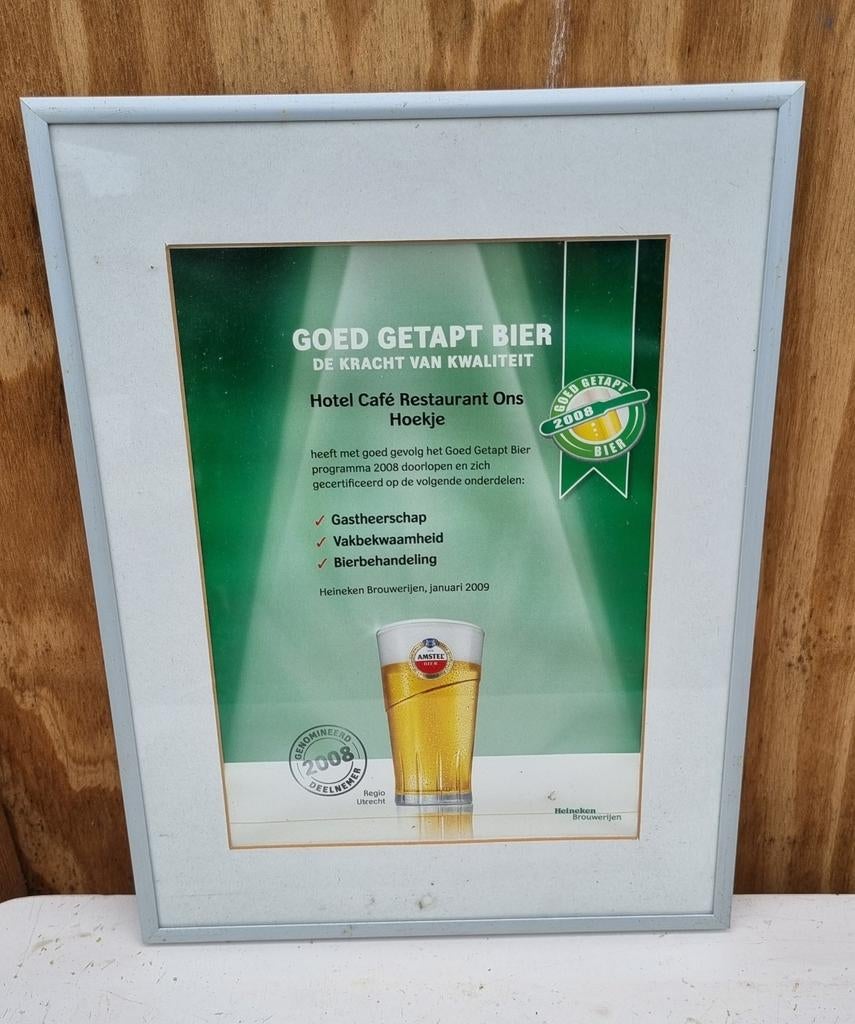 GOED GETAPT BIER
DE KRACHT VAN KWALITEIT
Hotel Café Restaurant Ons
Hoekje
GOED GETAPT
2008
BIER
heeft met goed gevolg het Goed Getapt Bier
programma 2008 doorlopen en zich
gecertificeerd op de volgende onderdelen:
✓ Gastheerschap
✓ Vakbekwaamheid
✓ Bierbehandeling
Heineken Brouwerijen, januari 2009
AMSTEL
BIER
GENOMINEERD
2008
DEELNEMER
Regio
Utrecht
Heineken
Brouwerijen